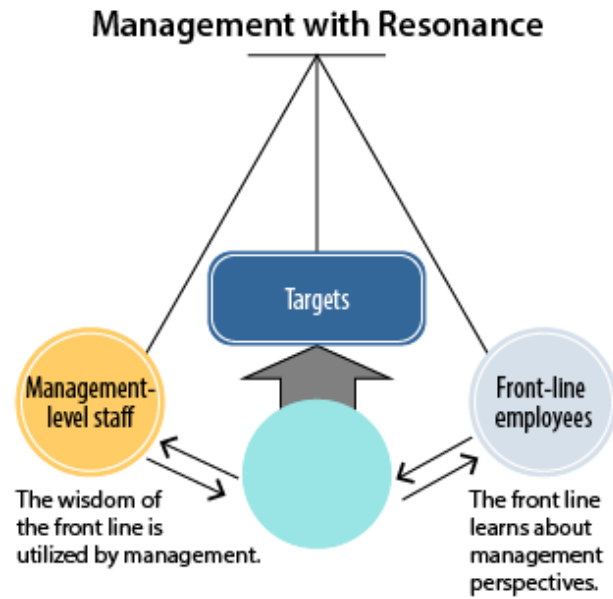 Management with Resonance
Targets
Management-
level staff
Front-line
employees
The wisdom of
the front line is
utilized by management.
The front line
learns about
management
perspectives.